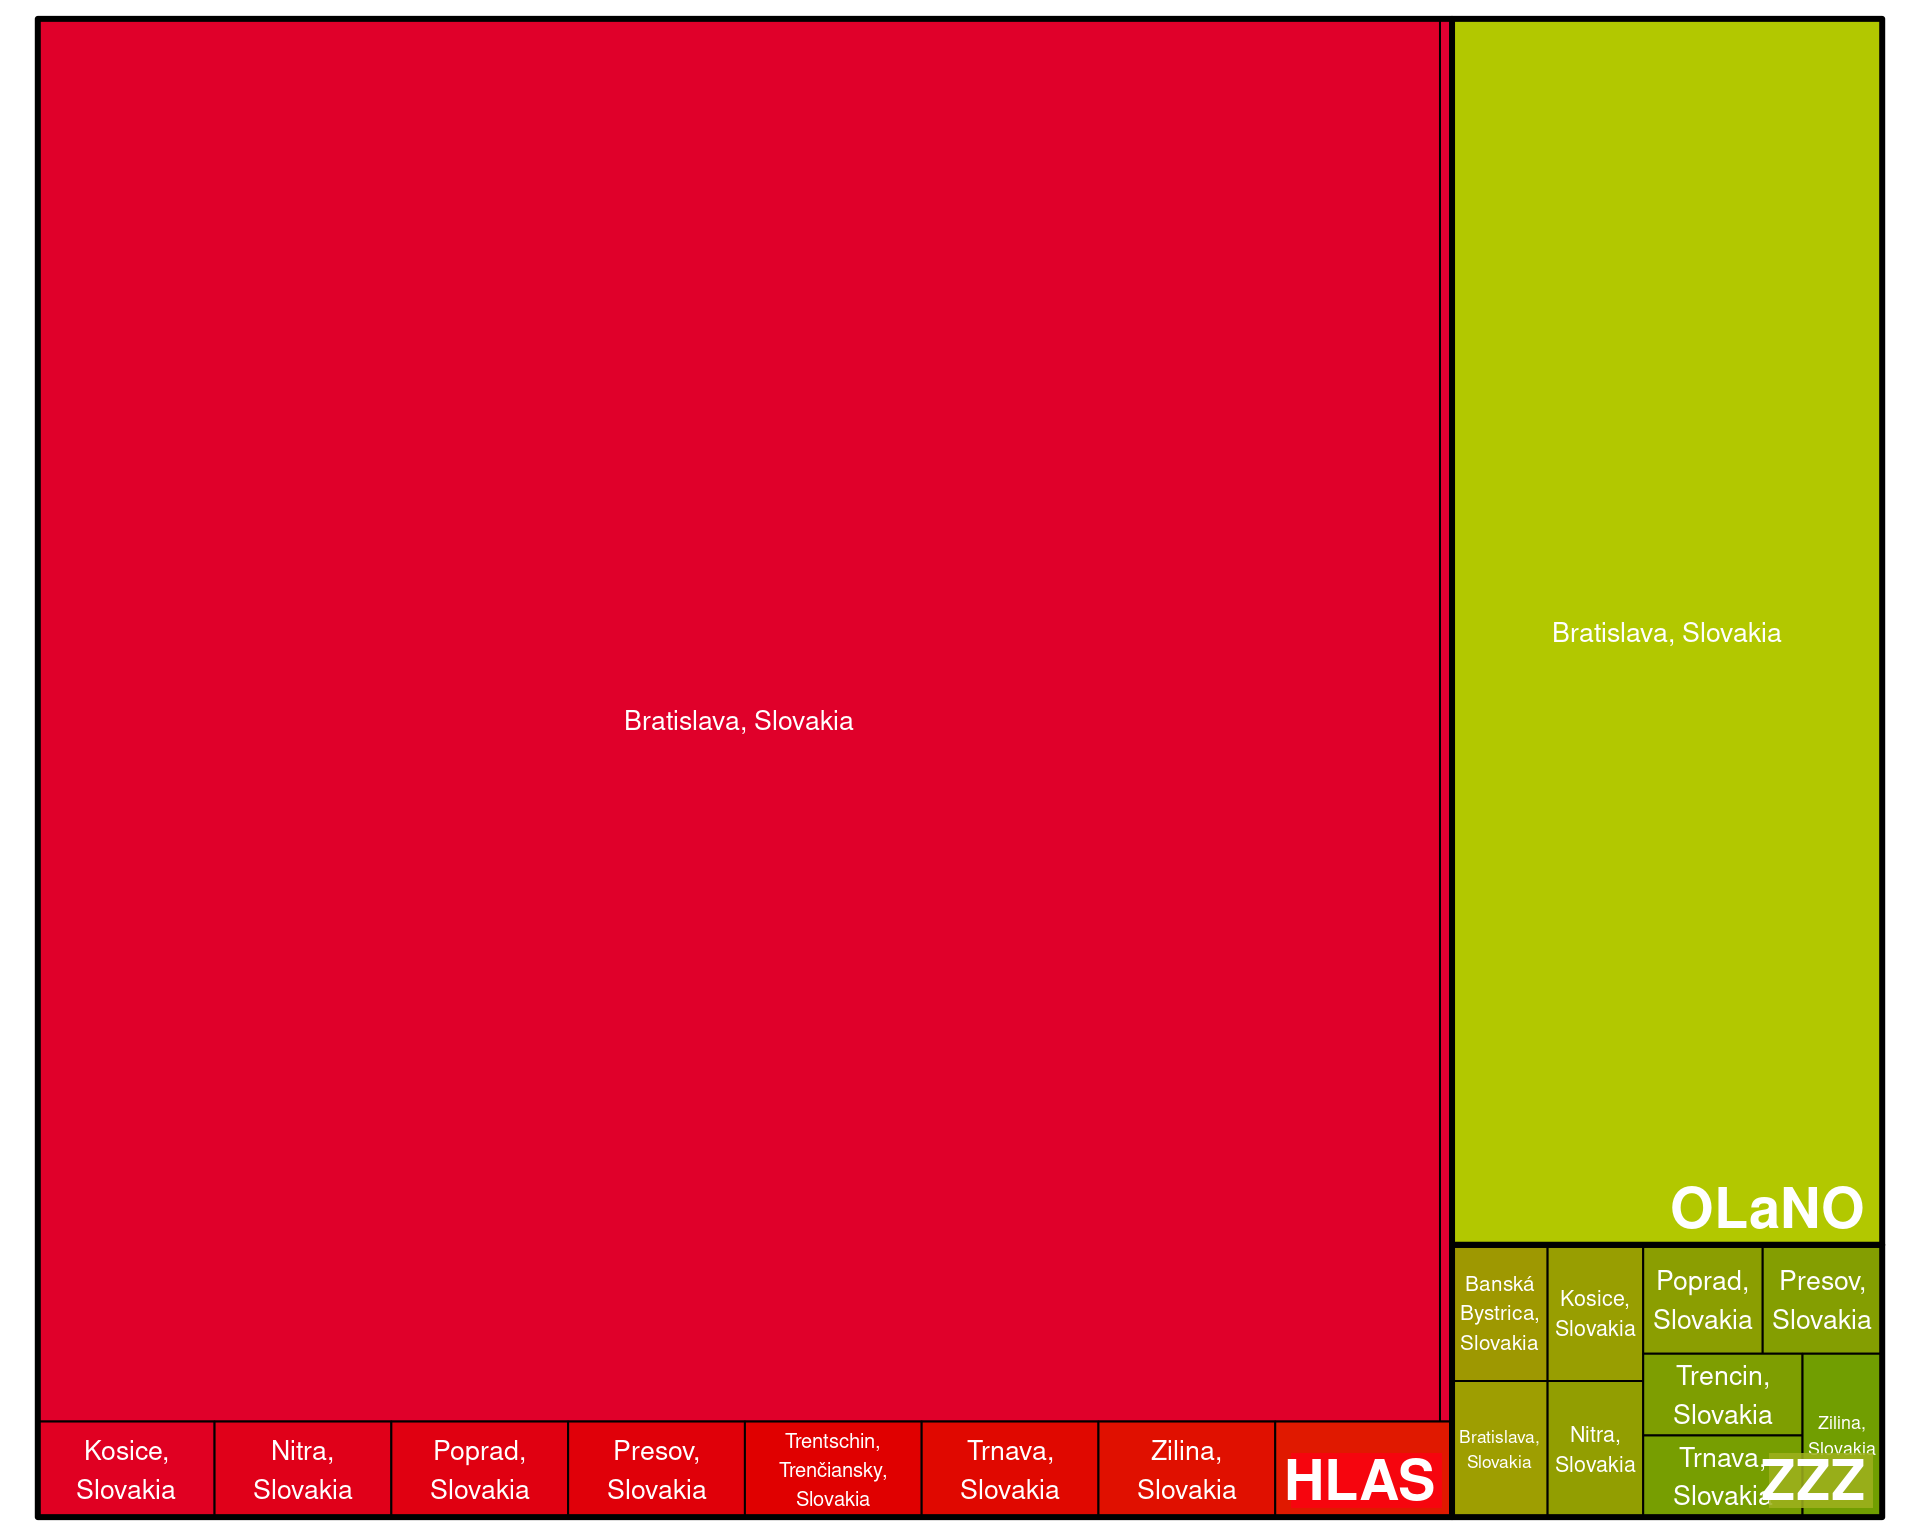 Bratislava, Slovakia
Kosice,
Slovakia
Nitra,
Slovakia
Poprad,
Slovakia
Presov,
Slovakia
Trentschin,
Trenčiansky,
Slovakia
Trnava,
Slovakia
Zilina,
Slovakia
HLAS
Bratislava, Slovakia
OLaNO
Banská
Bystrica,
Slovakia
Kosice,
Slovakia
Poprad,
Slovakia
Presov,
Slovakia
Bratislava,
Slovakia
Nitra,
Slovakia
Trencin,
Slovakia
Trnava,
Slovakia
Zilina,
Slovakia
ZZZ